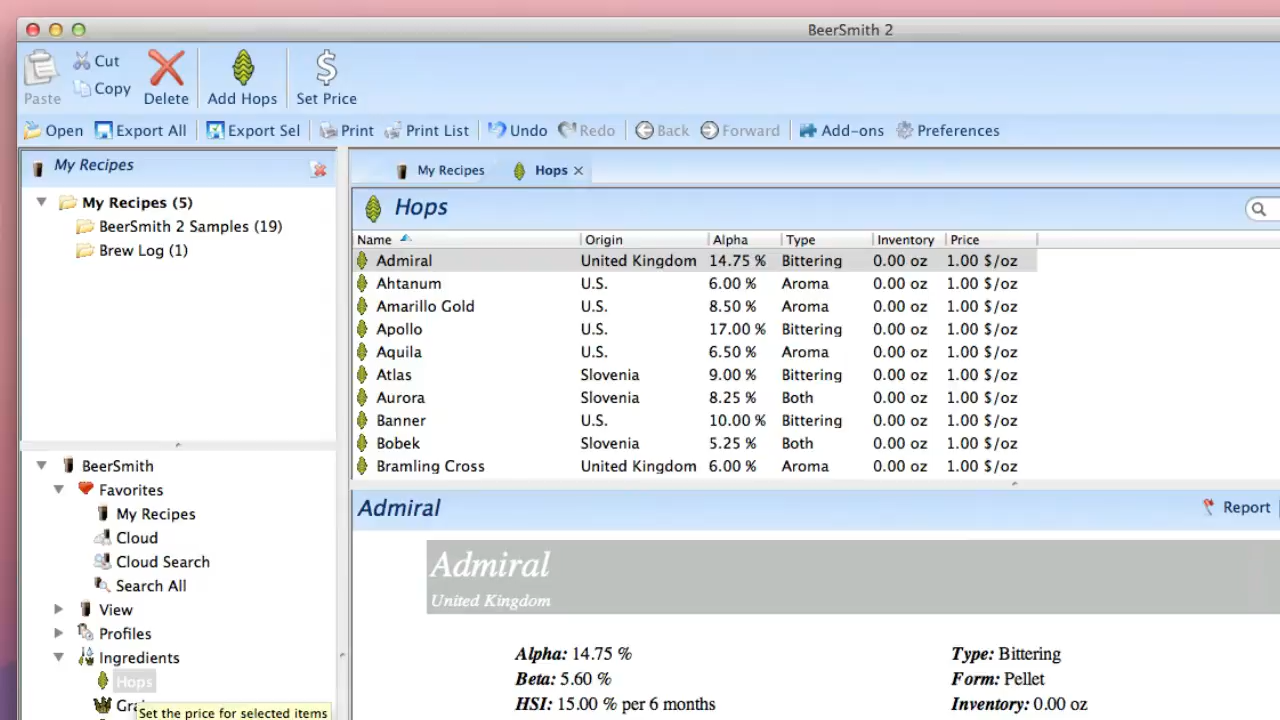 BeerSmith 2
Paste Cut Copy Delete Add Hops Set Price
Open Export All Export Sel Print Print List Undo Redo Back Forward Add-ons Preferences
My Recipes
My Recipes (5)
BeerSmith 2 Samples (19)
Brew Log (1)
BeerSmith
Favorites
My Recipes
Cloud
Cloud Search
Search All
View
Profiles
Ingredients
Hops
Set the price for selected items
My Recipes Hops
Hops
Name Origin Alpha Type Inventory Price
Admiral United Kingdom 14.75 % Bittering 0.00 oz 1.00 $/oz
Ahtanum U.S. 6.00 % Aroma 0.00 oz 1.00 $/oz
Amarillo Gold U.S. 8.50 % Aroma 0.00 oz 1.00 $/oz
Apollo U.S. 17.00 % Bittering 0.00 oz 1.00 $/oz
Aquila U.S. 6.50 % Aroma 0.00 oz 1.00 $/oz
Atlas Slovenia 9.00 % Bittering 0.00 oz 1.00 $/oz
Aurora Slovenia 8.25 % Both 0.00 oz 1.00 $/oz
Banner U.S. 10.00 % Bittering 0.00 oz 1.00 $/oz
Bobek Slovenia 5.25 % Both 0.00 oz 1.00 $/oz
Bramling Cross United Kingdom 6.00 % Aroma 0.00 oz 1.00 $/oz
Admiral Report
Admiral
United Kingdom
Alpha: 14.75 % Type: Bittering
Beta: 5.60 % Form: Pellet
HSI: 15.00 % per 6 months Inventory: 0.00 oz